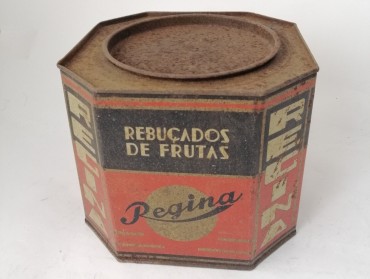 REBUÇADOS
DE FRUTAS
Regina
REGINA
REGINA